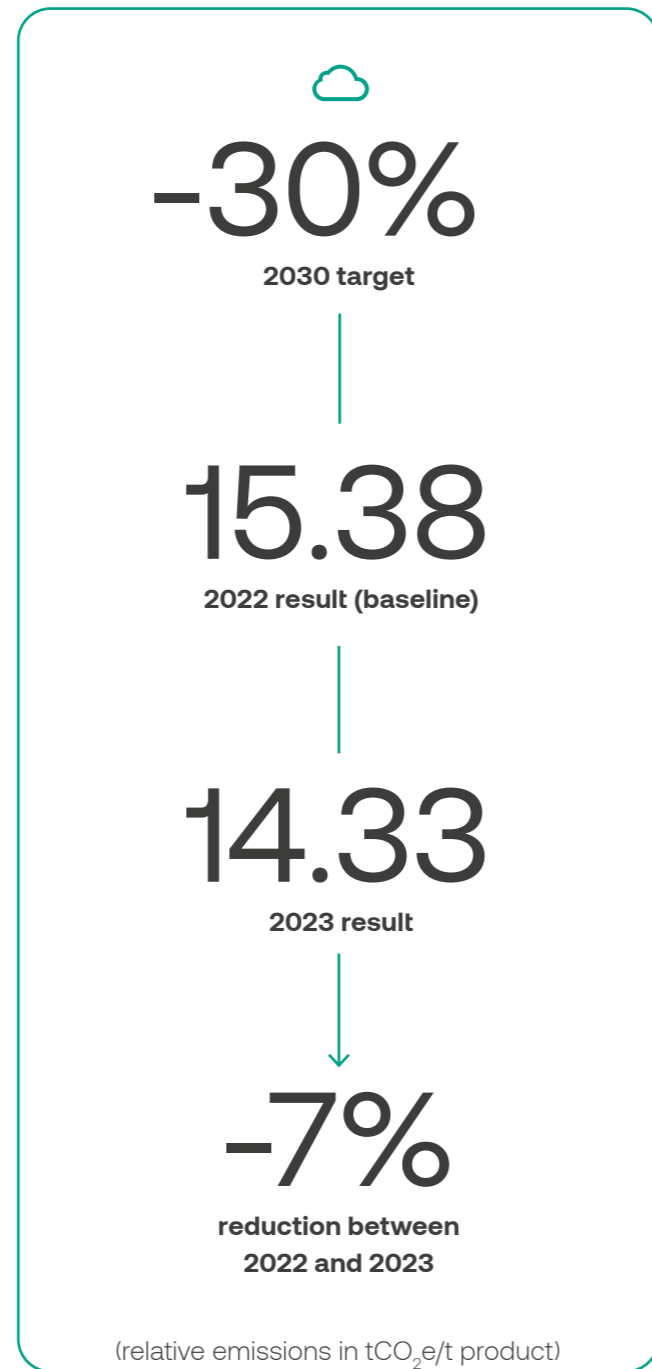 -30%
2030 target
15.38
2022 result (baseline)
14.33
2023 result
-7%
reduction between
2022 and 2023
(relative emissions in tCO₂e/t product)